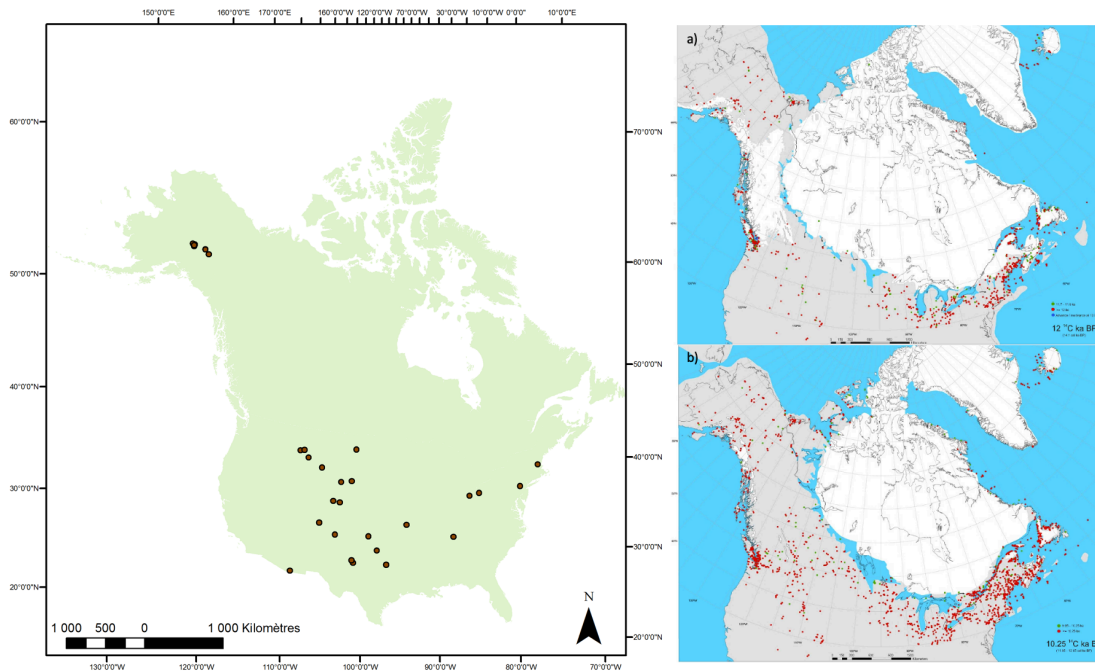 150°0'0"E 160°0'0"E 170°0'0"E 160°0'0"W 120°0'0"W 70°0'0"W 30°0'0"W 10°0'0"W 0°0'0" 10°0'0"E
60°0'0"N
50°0'0"N
40°0'0"N
30°0'0"N
20°0'0"N
70°0'0"N
60°0'0"N
50°0'0"N
40°0'0"N
30°0'0"N
20°0'0"N
N
1 000 500 0 1 000 Kilomètres
130°0'0"W 120°0'0"W 110°0'0"W 100°0'0"W 90°0'0"W 80°0'0"W 70°0'0"W
a)
12 ¹⁴C ka BP
b)
10.25 ¹⁴C ka B